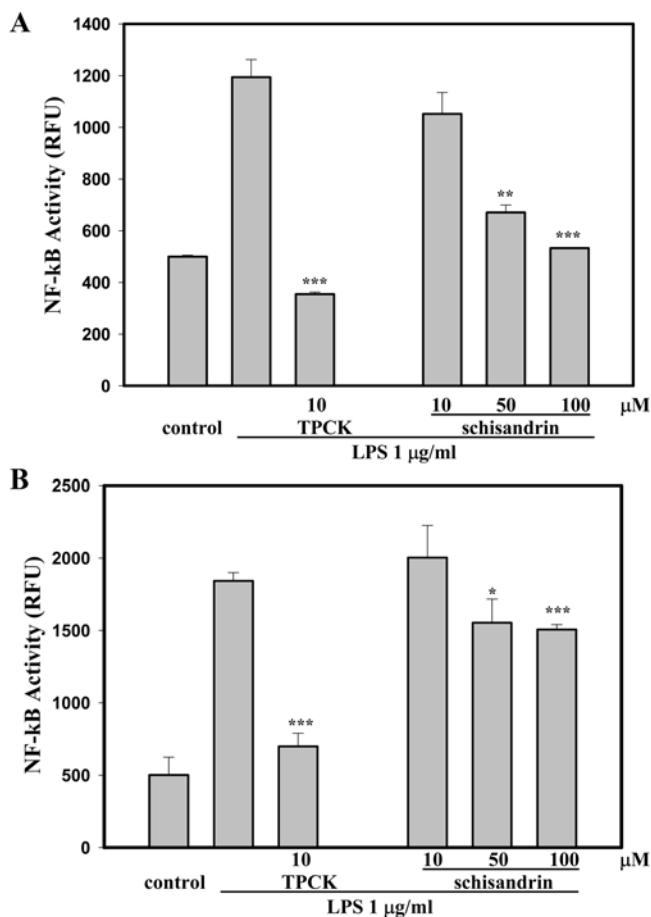 A
NF-kB Activity (RFU)
1400
1200
1000
800
600
400
200
0
***
**
***
10 10 50 100 μM
control TPCK schisandrin
LPS 1 μg/ml
B
NF-kB Activity (RFU)
2500
2000
1500
1000
500
0
***
*
***
10 10 50 100 μM
control TPCK schisandrin
LPS 1 μg/ml